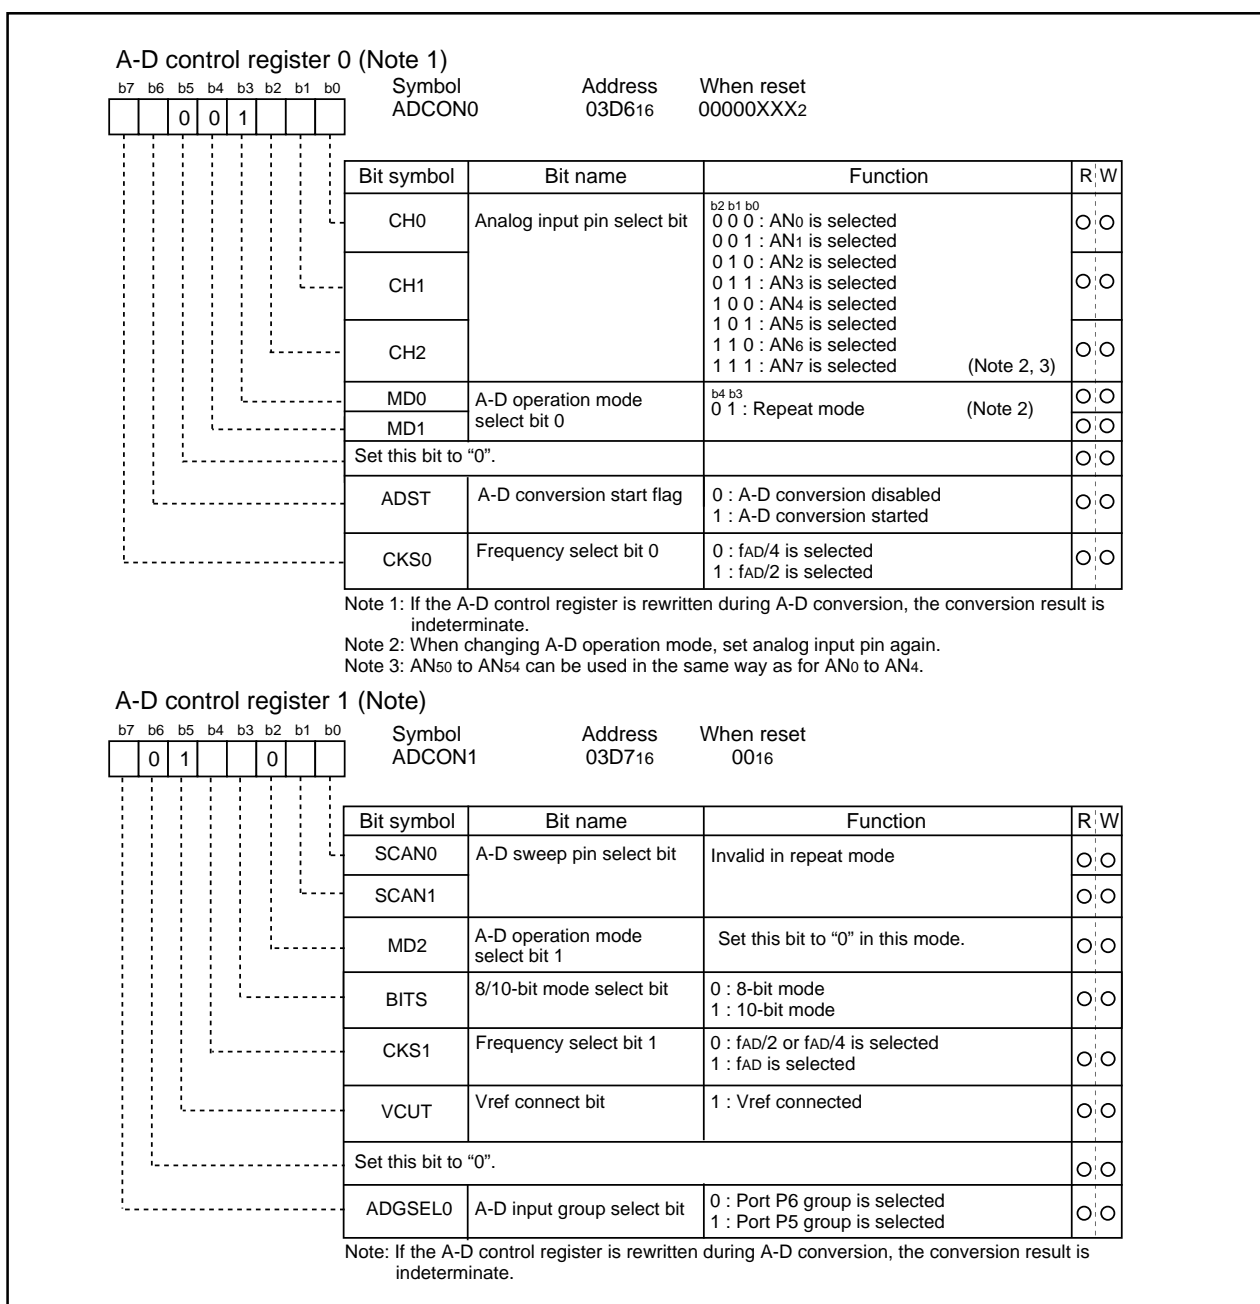 A-D control register 0 (Note 1)
b7 b6 b5 b4 b3 b2 b1 b0
Symbol Address When reset
ADCON0 03D616 00000XXX2
0 0 1
Bit symbol Bit name Function R W
CH0 Analog input pin select bit
b2 b1 b0
0 0 0 : AN0 is selected
0 0 1 : AN1 is selected
0 1 0 : AN2 is selected
CH1
0 1 1 : AN3 is selected
1 0 0 : AN4 is selected
1 0 1 : AN5 is selected
CH2
1 1 0 : AN6 is selected
1 1 1 : AN7 is selected (Note 2, 3)
MD0 A-D operation mode
select bit 0
b4 b3
0 1 : Repeat mode (Note 2)
MD1
Set this bit to “0”.
ADST A-D conversion start flag 0 : A-D conversion disabled
1 : A-D conversion started
CKS0 Frequency select bit 0 0 : fAD/4 is selected
1 : fAD/2 is selected
Note 1: If the A-D control register is rewritten during A-D conversion, the conversion result is
indeterminate.
Note 2: When changing A-D operation mode, set analog input pin again.
Note 3: AN50 to AN54 can be used in the same way as for AN0 to AN4.
A-D control register 1 (Note)
b7 b6 b5 b4 b3 b2 b1 b0
Symbol Address When reset
ADCON1 03D716 0016
0 1 0
Bit symbol Bit name Function R W
SCAN0 A-D sweep pin select bit Invalid in repeat mode
SCAN1
MD2 A-D operation mode
select bit 1
Set this bit to “0” in this mode.
BITS 8/10-bit mode select bit 0 : 8-bit mode
1 : 10-bit mode
CKS1 Frequency select bit 1 0 : fAD/2 or fAD/4 is selected
1 : fAD is selected
VCUT Vref connect bit 1 : Vref connected
Set this bit to “0”.
ADGSEL0 A-D input group select bit 0 : Port P6 group is selected
1 : Port P5 group is selected
Note: If the A-D control register is rewritten during A-D conversion, the conversion result is
indeterminate.